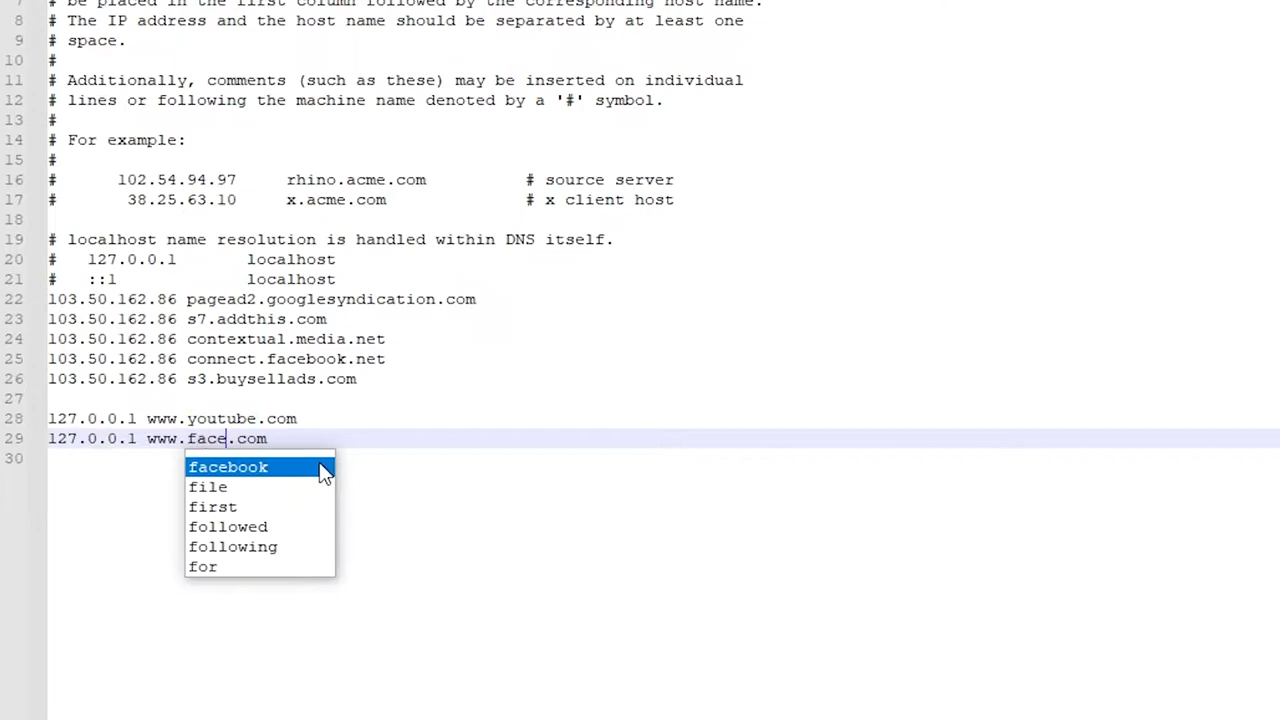 7 # be placed in the first column followed by the corresponding host name.
8 # The IP address and the host name should be separated by at least one
9 # space.
10 #
11 # Additionally, comments (such as these) may be inserted on individual
12 # lines or following the machine name denoted by a '#' symbol.
13 #
14 # For example:
15 #
16 # 102.54.94.97 rhino.acme.com # source server
17 # 38.25.63.10 x.acme.com # x client host
18
19 # localhost name resolution is handled within DNS itself.
20 # 127.0.0.1 localhost
21 # ::1 localhost
22 103.50.162.86 pagead2.googlesyndication.com
23 103.50.162.86 s7.addthis.com
24 103.50.162.86 contextual.media.net
25 103.50.162.86 connect.facebook.net
26 103.50.162.86 s3.buysellads.com
27
28 127.0.0.1 www.youtube.com
29 127.0.0.1 www.face.com
30
facebook
file
first
followed
following
for